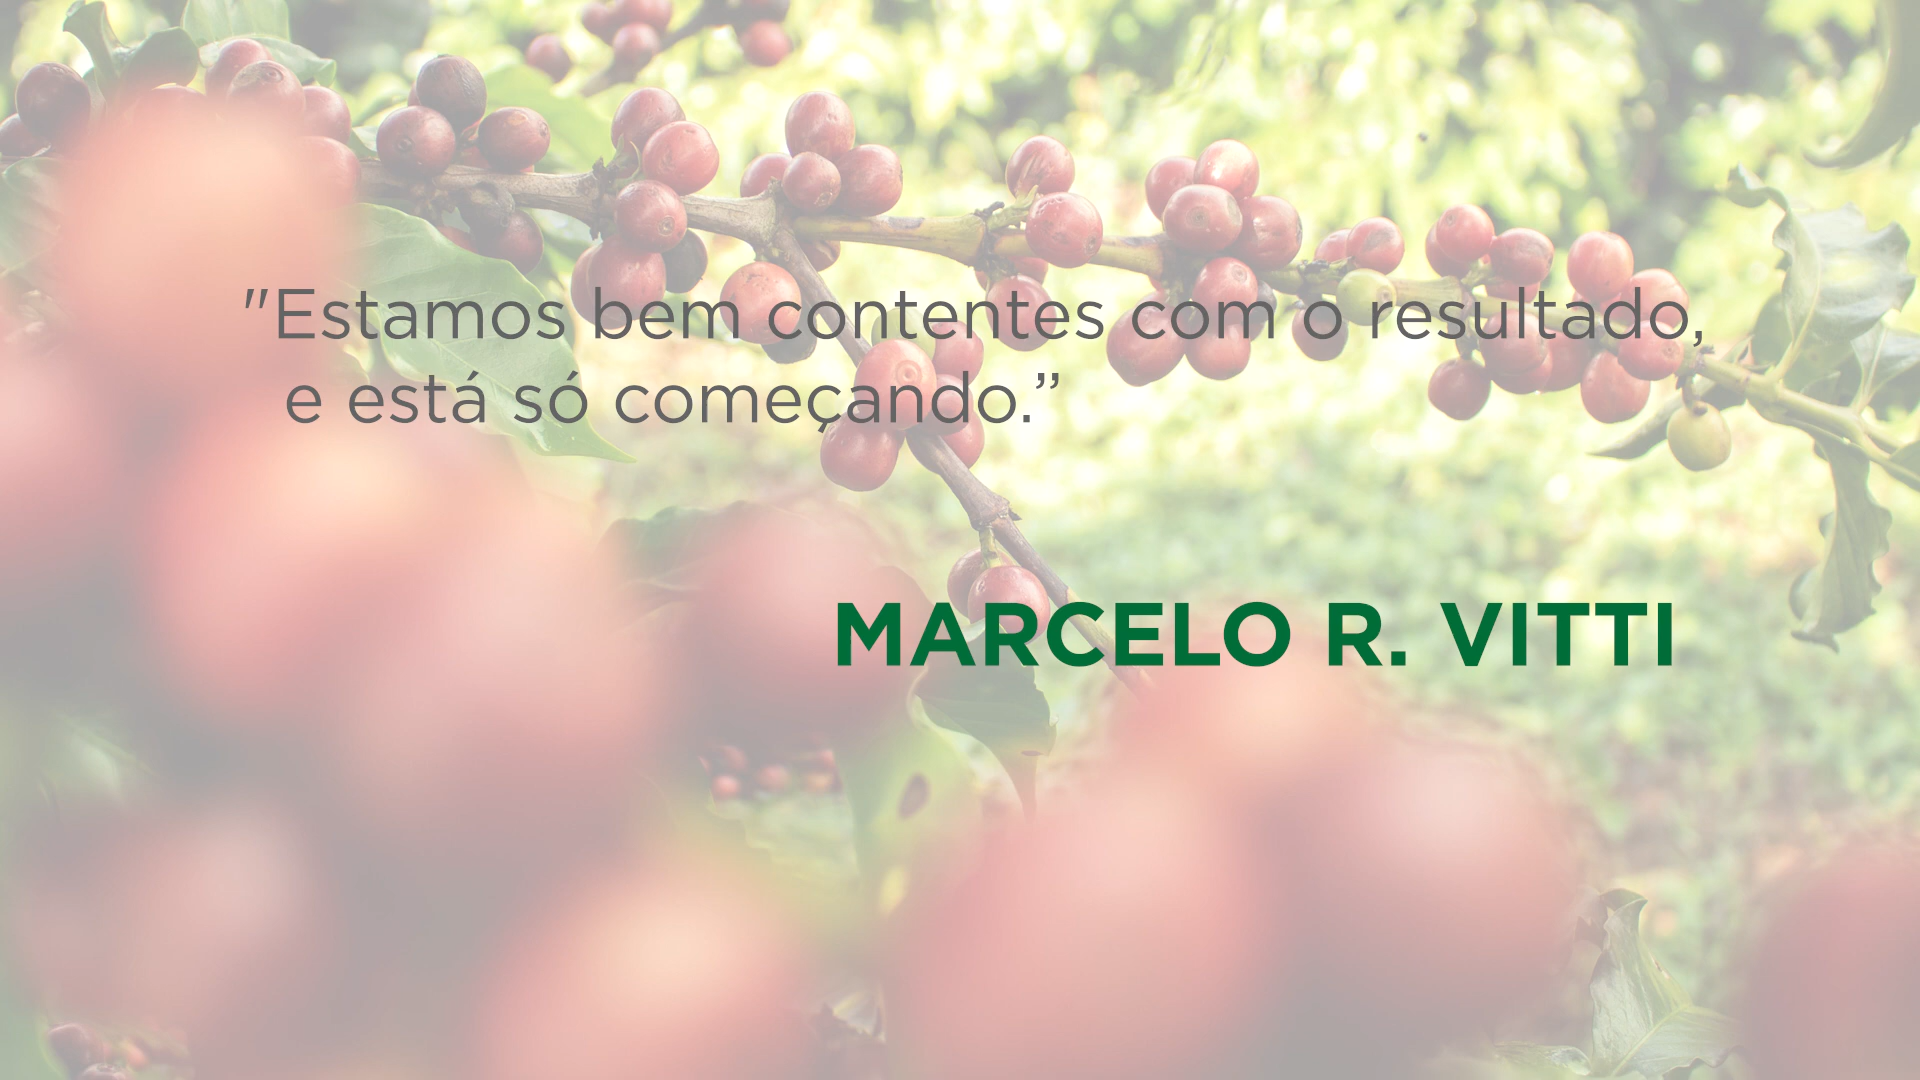 "Estamos bem contentes com o resultado,
e está só começando.”
MARCELO R. VITTI